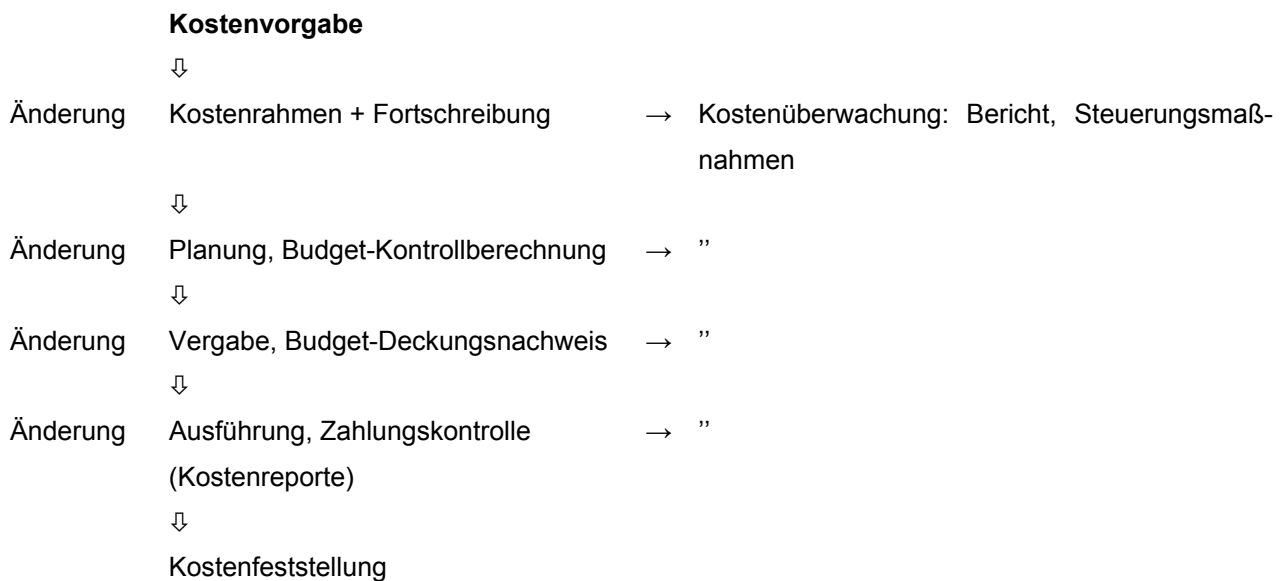 Kostenvorgabe
⇩
Änderung Kostenrahmen + Fortschreibung → Kostenüberwachung: Bericht, Steuerungsmaß-
nahmen
⇩
Änderung Planung, Budget-Kontrollberechnung → ’’
⇩
Änderung Vergabe, Budget-Deckungsnachweis → ’’
⇩
Änderung Ausführung, Zahlungskontrolle → ’’
(Kostenreporte)
⇩
Kostenfeststellung